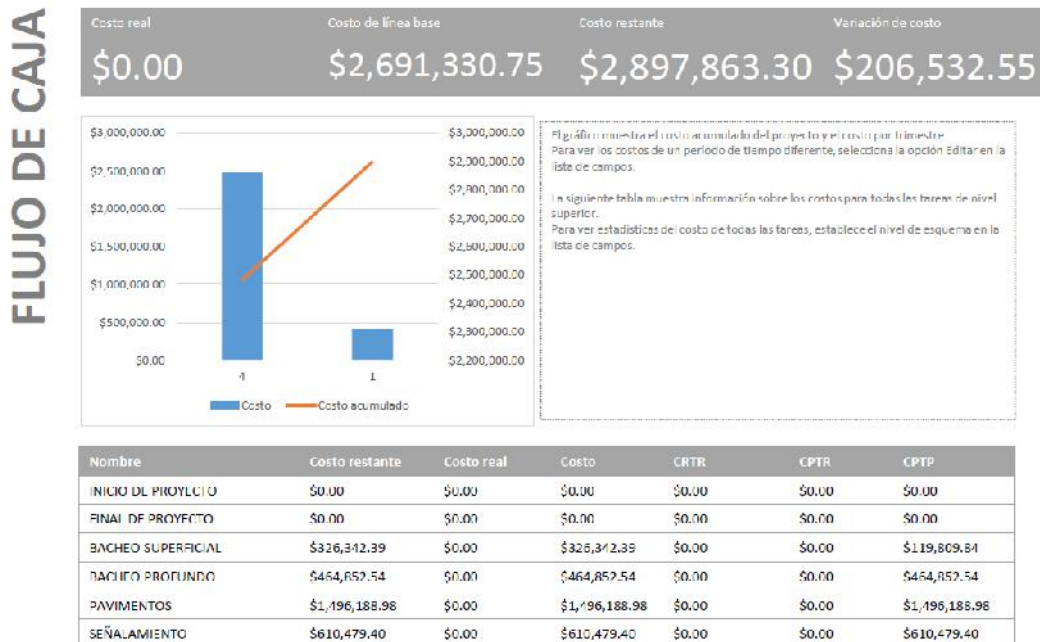 FLUJO DE CAJA
Costo real Costo de línea base Costo restante Variación de costo
$0.00 $2,691,330.75 $2,897,863.30 $206,532.55
$3,000,000.00
$2,500,000.00
$2,000,000.00
$1,500,000.00
$1,000,000.00
$500,000.00
$0.00
$3,000,000.00
$2,900,000.00
$2,800,000.00
$2,700,000.00
$2,600,000.00
$2,500,000.00
$2,400,000.00
$2,300,000.00
$2,200,000.00
4 1
Costo Costo acumulado
El gráfico muestra el costo acumulado del proyecto y el costo por trimestre.
Para ver los costos de un período de tiempo diferente, selecciona la opción Editar en la
lista de campos.
La siguiente tabla muestra información sobre los costos para todas las tareas de nivel
superior.
Para ver estadísticas del costo de todas las tareas, establece el nivel de esquema en la
lista de campos.
Nombre Costo restante Costo real Costo CRTR CPTR CPTP
INICIO DE PROYECTO $0.00 $0.00 $0.00 $0.00 $0.00 $0.00
FINAL DE PROYECTO $0.00 $0.00 $0.00 $0.00 $0.00 $0.00
BACHEO SUPERFICIAL $326,342.39 $0.00 $326,342.39 $0.00 $0.00 $119,809.84
BACHEO PROFUNDO $464,852.54 $0.00 $464,852.54 $0.00 $0.00 $464,852.54
PAVIMENTOS $1,496,188.98 $0.00 $1,496,188.98 $0.00 $0.00 $1,496,188.98
SEÑALAMIENTO $610,479.40 $0.00 $610,479.40 $0.00 $0.00 $610,479.40